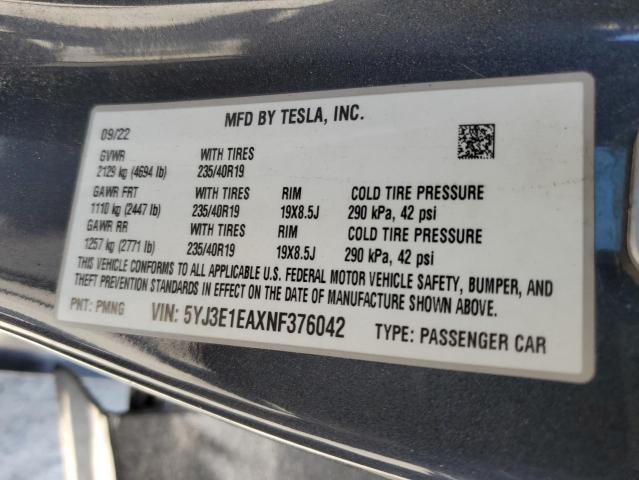 MFD BY TESLA, INC.
09/22
GVWR WITH TIRES
2129 kg (4694 lb) 235/40R19
GAWR FRT WITH TIRES RIM COLD TIRE PRESSURE
1110 kg (2447 lb) 235/40R19 19X8.5J 290 kPa, 42 psi
GAWR RR WITH TIRES RIM COLD TIRE PRESSURE
1257 kg (2771 lb) 235/40R19 19X8.5J 290 kPa, 42 psi
THIS VEHICLE CONFORMS TO ALL APPLICABLE U.S. FEDERAL MOTOR VEHICLE SAFETY, BUMPER, AND
THEFT PREVENTION STANDARDS IN EFFECT ON THE DATE OF MANUFACTURE SHOWN ABOVE.
PNT: PMNG VIN: 5YJ3E1EAXNF376042 TYPE: PASSENGER CAR